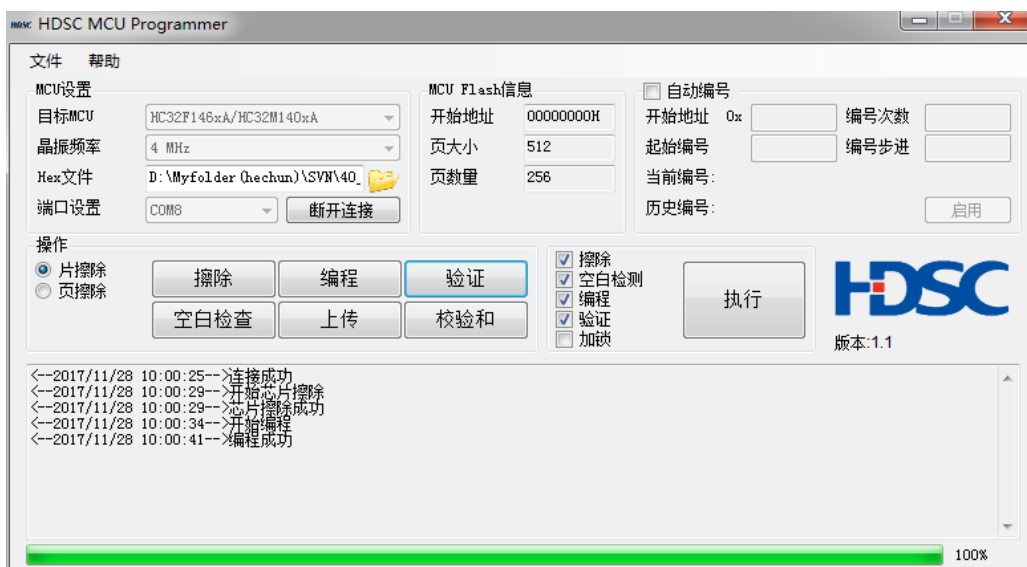 HDSC HDSC MCU Programmer
文件 帮助
MCU设置
目标MCU HC32F146xA/HC32M140xA
晶振频率 4 MHz
Hex文件 D:\Myfolder(hechun)\SVN\40_
端口设置 COM8 断开连接
MCU Flash信息
开始地址 00000000H
页大小 512
页数量 256
自动编号
开始地址 0x 编号次数
起始编号 编号步进
当前编号:
历史编号: 启用
操作
片擦除
页擦除
擦除 编程 验证
空白检查 上传 校验和
擦除
空白检测
编程
验证
加锁
执行
HDSC
版本:1.1
<--2017/11/28 10:00:25-->连接成功
<--2017/11/28 10:00:29-->开始芯片擦除
<--2017/11/28 10:00:29-->芯片擦除成功
<--2017/11/28 10:00:34-->开始编程
<--2017/11/28 10:00:41-->编程成功
100%